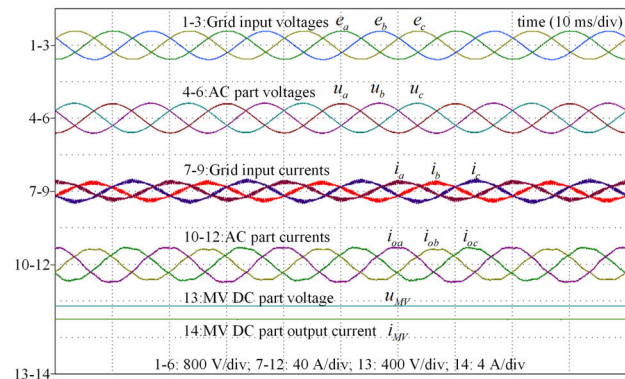 1-3:Grid input voltages e_a e_b e_c time (10 ms/div)
1-3
4-6:AC part voltages u_a u_b u_c
4-6
7-9:Grid input currents i_a i_b i_c
7-9
10-12:AC part currents i_oa i_ob i_oc
10-12
13:MV DC part voltage u_MV
14:MV DC part output current i_MV
1-6: 800 V/div; 7-12: 40 A/div; 13: 400 V/div; 14: 4 A/div
13-14